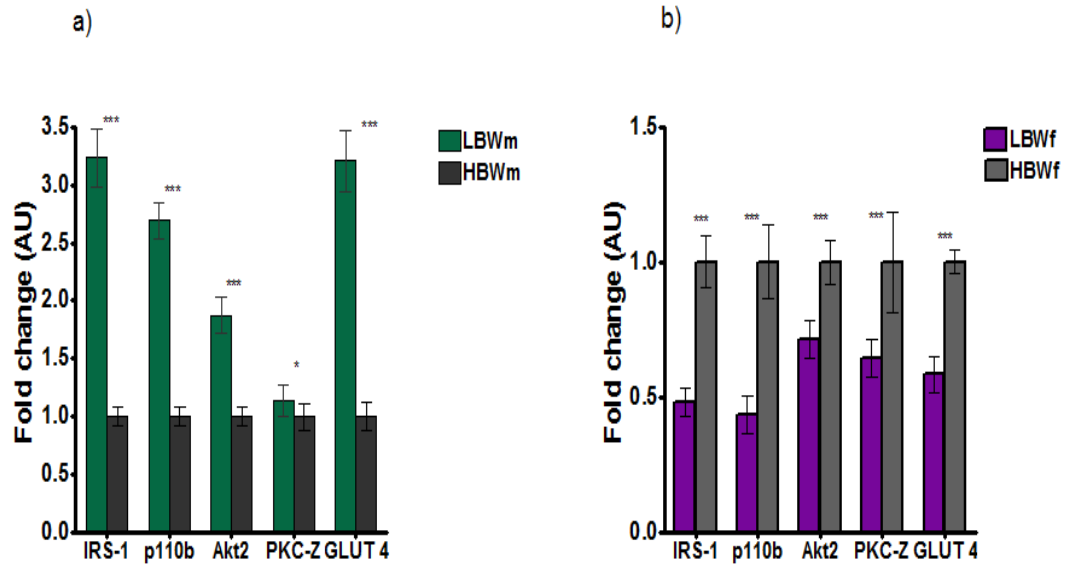 a)
Fold change (AU)
3.5
3.0
2.5
2.0
1.5
1.0
0.5
0.0
***
***
***
*
***
IRS-1 p110b Akt2 PKC-Z GLUT 4
LBWm
HBWm
b)
Fold change (AU)
1.5
1.0
0.5
0.0
***
***
***
***
***
IRS-1 p110b Akt2 PKC-Z GLUT 4
LBWf
HBWf